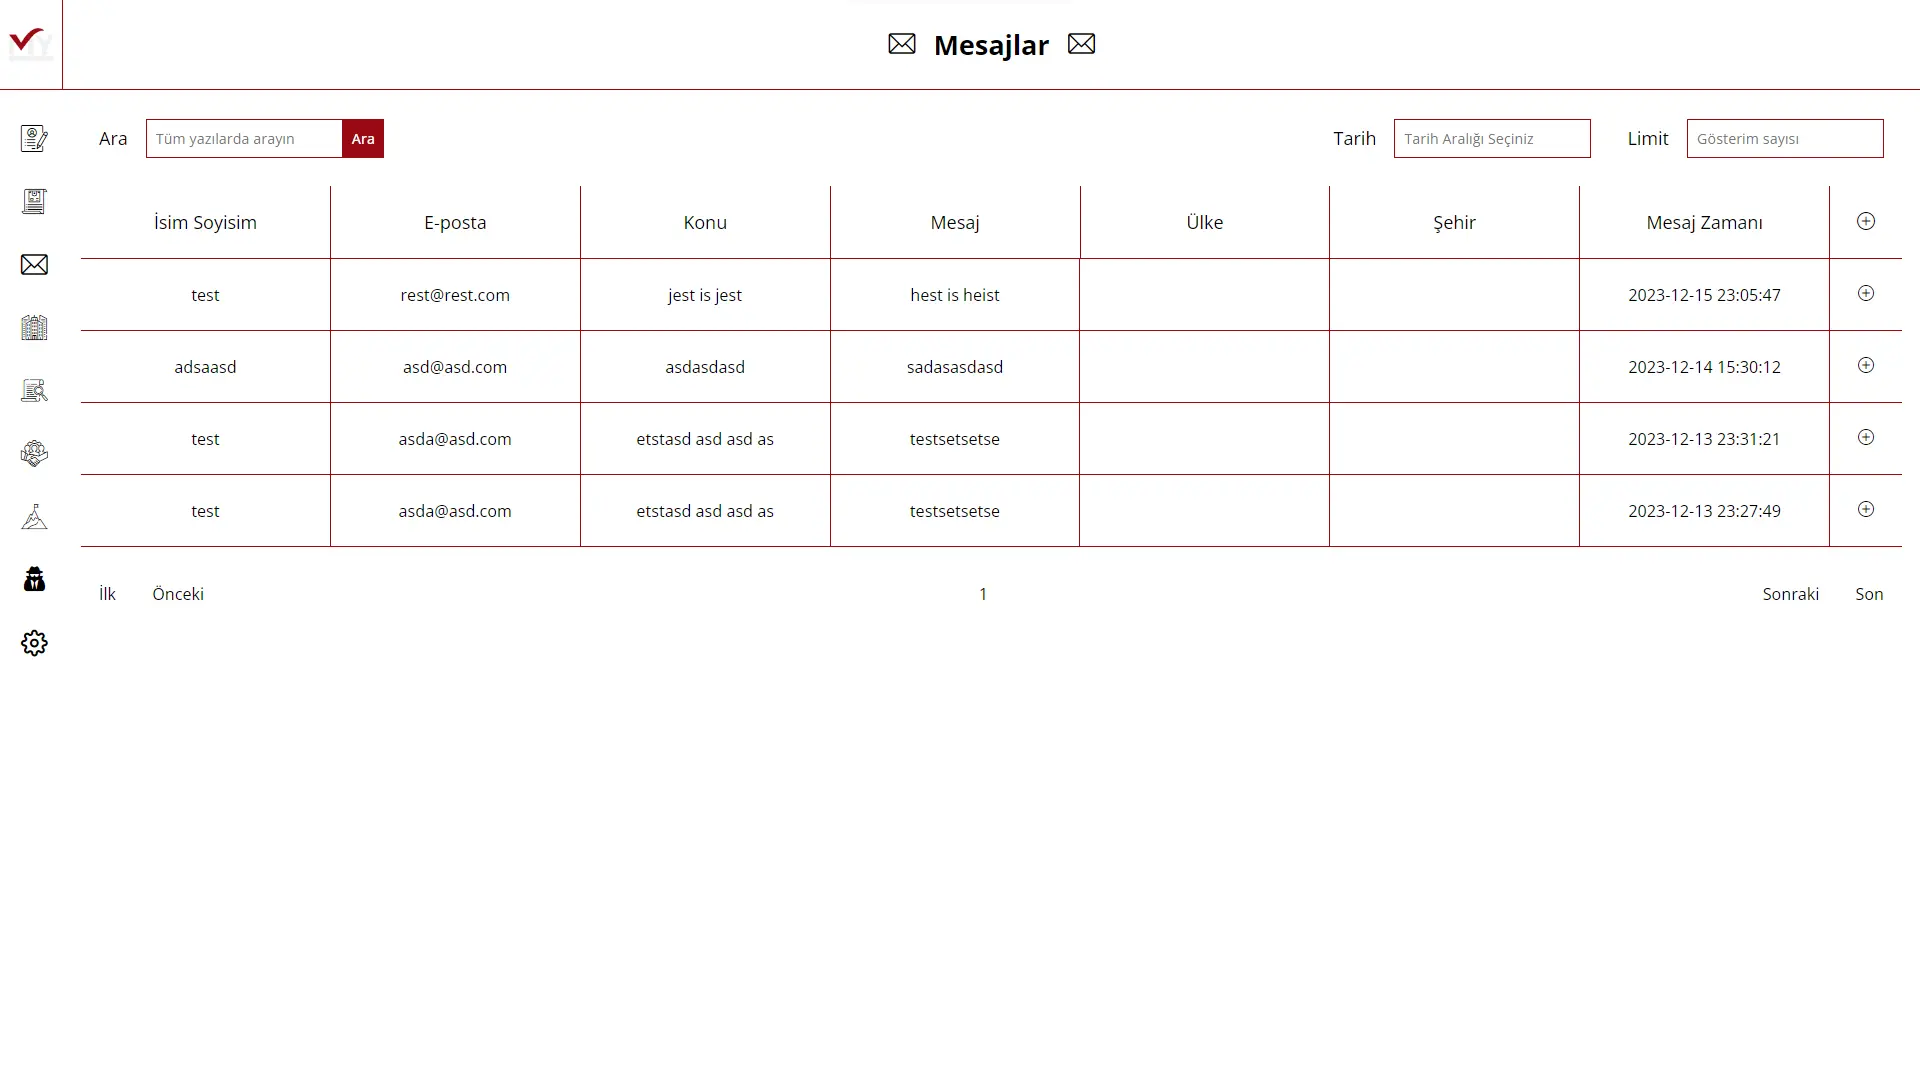 Mesajlar
Ara Tüm yazılarda arayın Ara Tarih Tarih Aralığı Seçiniz Limit Gösterim sayısı
İsim Soyisim E-posta Konu Mesaj Ülke Şehir Mesaj Zamanı
test rest@rest.com jest is jest hest is heist 2023-12-15 23:05:47
adsaasd asd@asd.com asdasdasd sadasasdasd 2023-12-14 15:30:12
test asda@asd.com etstasd asd asd as testsetsetse 2023-12-13 23:31:21
test asda@asd.com etstasd asd asd as testsetsetse 2023-12-13 23:27:49
İlk Önceki 1 Sonraki Son